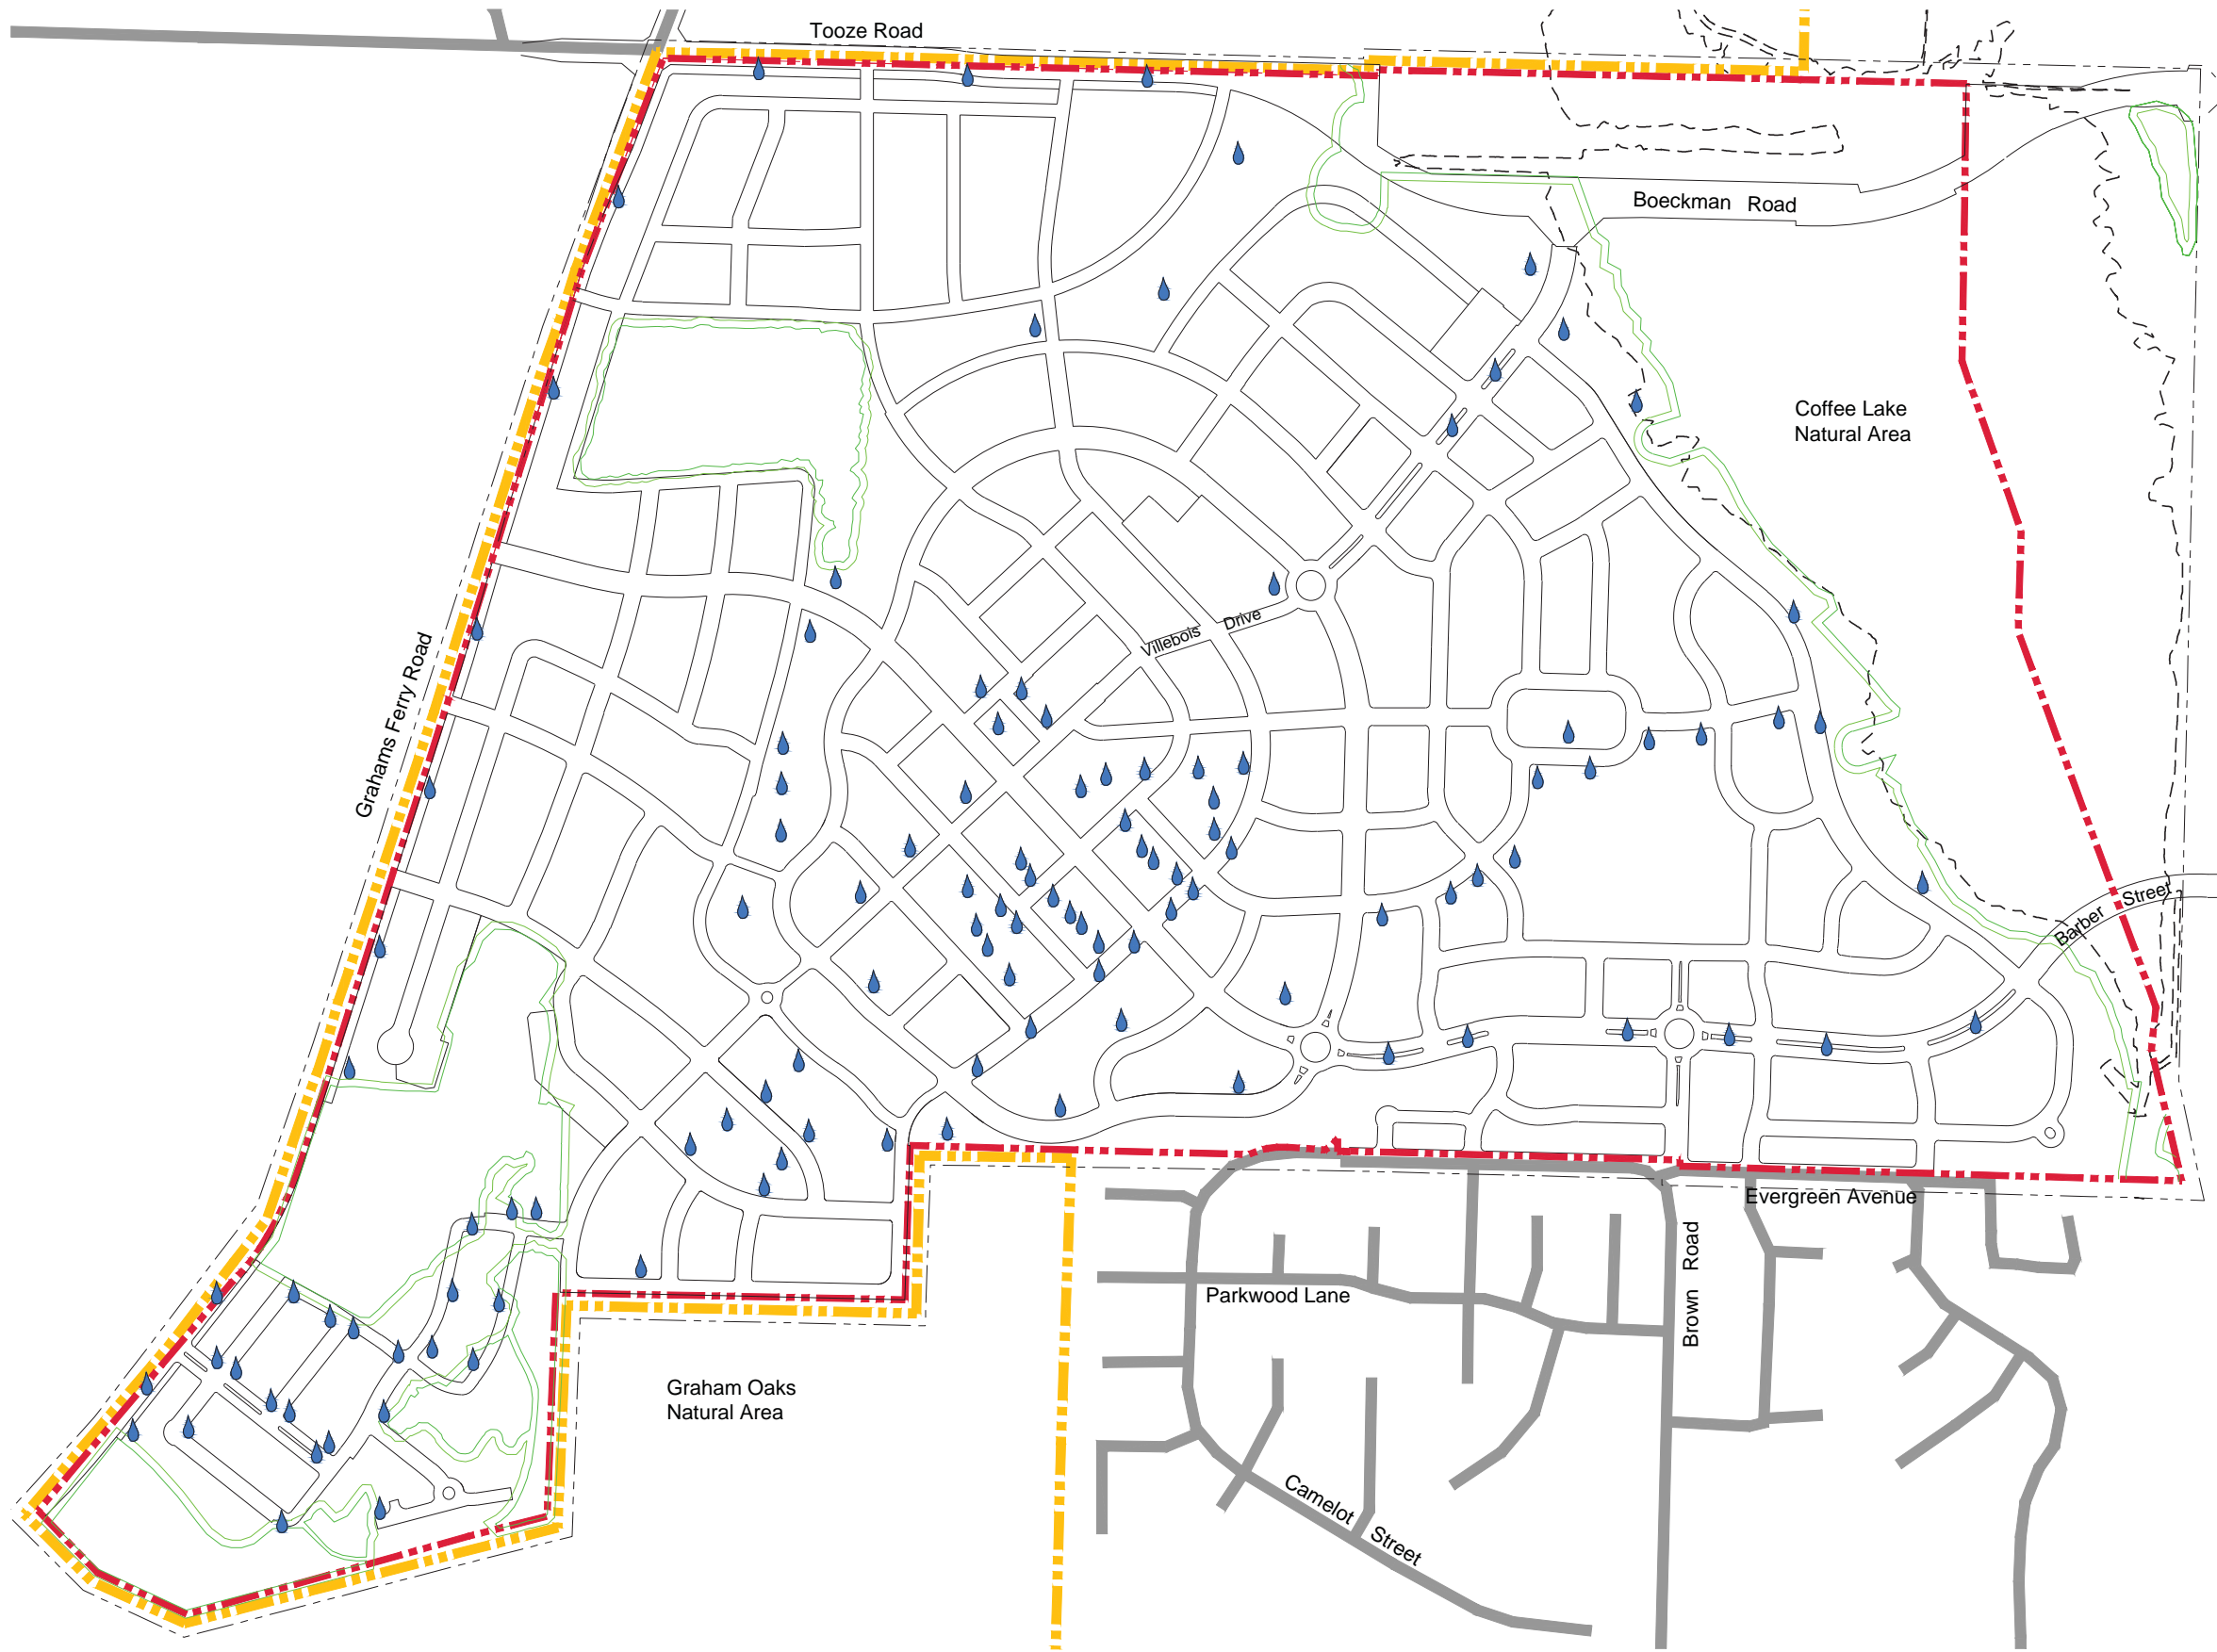 Tooze Road
Boeckman Road
Coffee Lake
Natural Area
Villebois Drive
Grahams Ferry Road
Barber Street
Evergreen Avenue
Brown Road
Parkwood Lane
Graham Oaks
Natural Area
Camelot Street